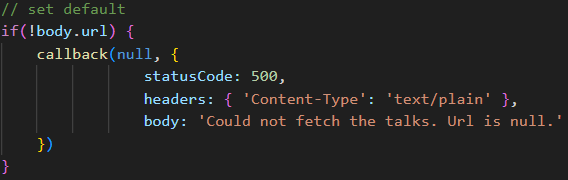 // set default
if(!body.url) {
callback(null, {
statusCode: 500,
headers: { 'Content-Type': 'text/plain' },
body: 'Could not fetch the talks. Url is null.'
})
}